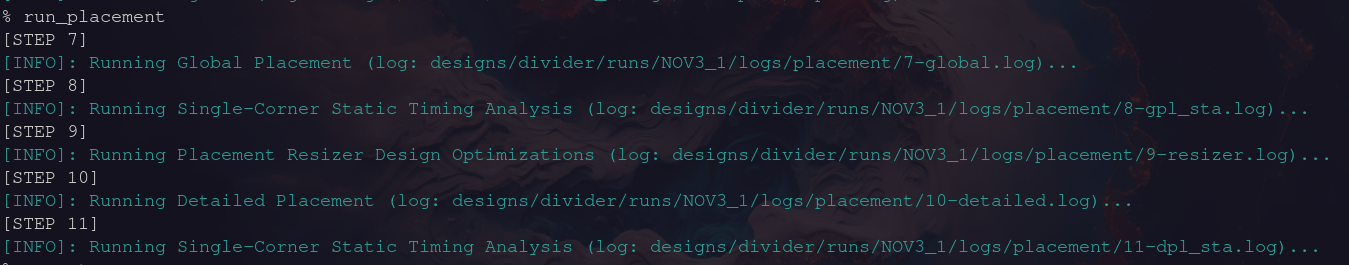 % run_placement
[STEP 7]
[INFO]: Running Global Placement (log: designs/divider/runs/NOV3_1/logs/placement/7-global.log)...
[STEP 8]
[INFO]: Running Single-Corner Static Timing Analysis (log: designs/divider/runs/NOV3_1/logs/placement/8-gpl_sta.log)...
[STEP 9]
[INFO]: Running Placement Resizer Design Optimizations (log: designs/divider/runs/NOV3_1/logs/placement/9-resizer.log)...
[STEP 10]
[INFO]: Running Detailed Placement (log: designs/divider/runs/NOV3_1/logs/placement/10-detailed.log)...
[STEP 11]
[INFO]: Running Single-Corner Static Timing Analysis (log: designs/divider/runs/NOV3_1/logs/placement/11-dpl_sta.log)...